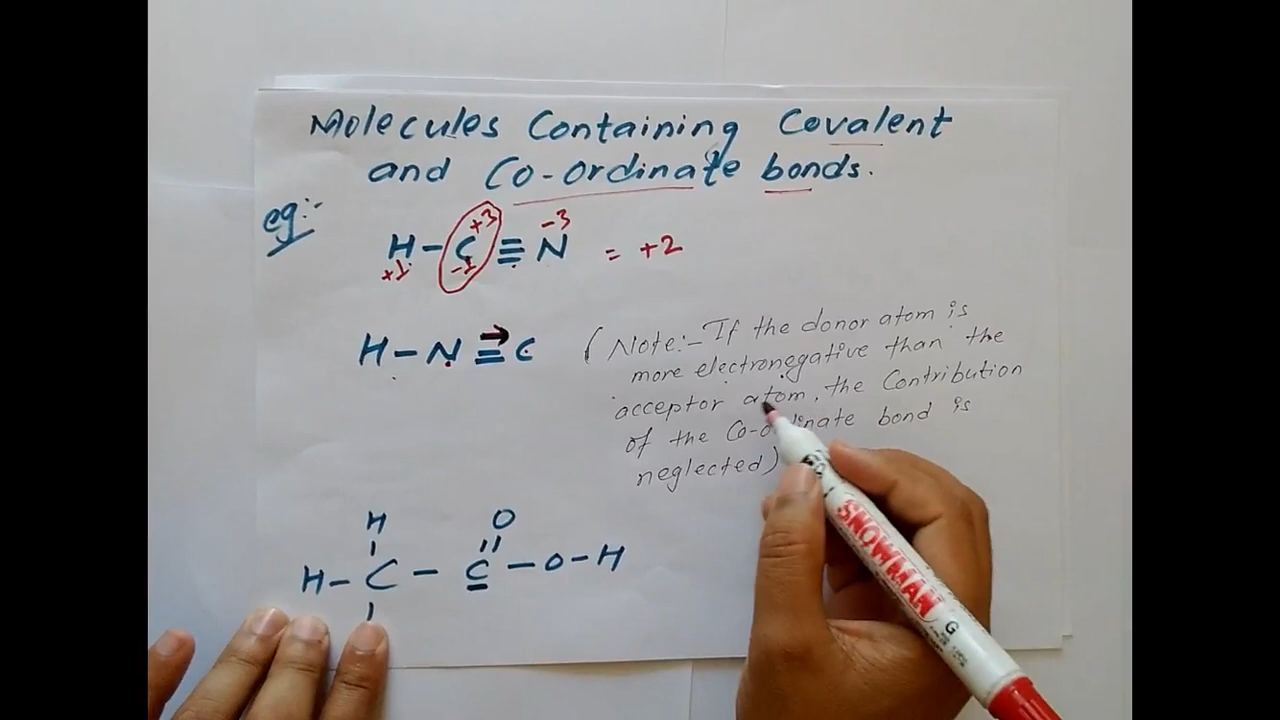 Molecules Containing Covalent
and Co-ordinate bonds.
eg:-
+3 -3
H - C ≡ N = +2
+1 -1
H - N ≡ C
(Note:- If the donor atom is
more electronegative than the
acceptor atom, the Contribution
of the Co-ordinate bond is
neglected)
H O
H - C - C - O - H
SNOWMAN
G